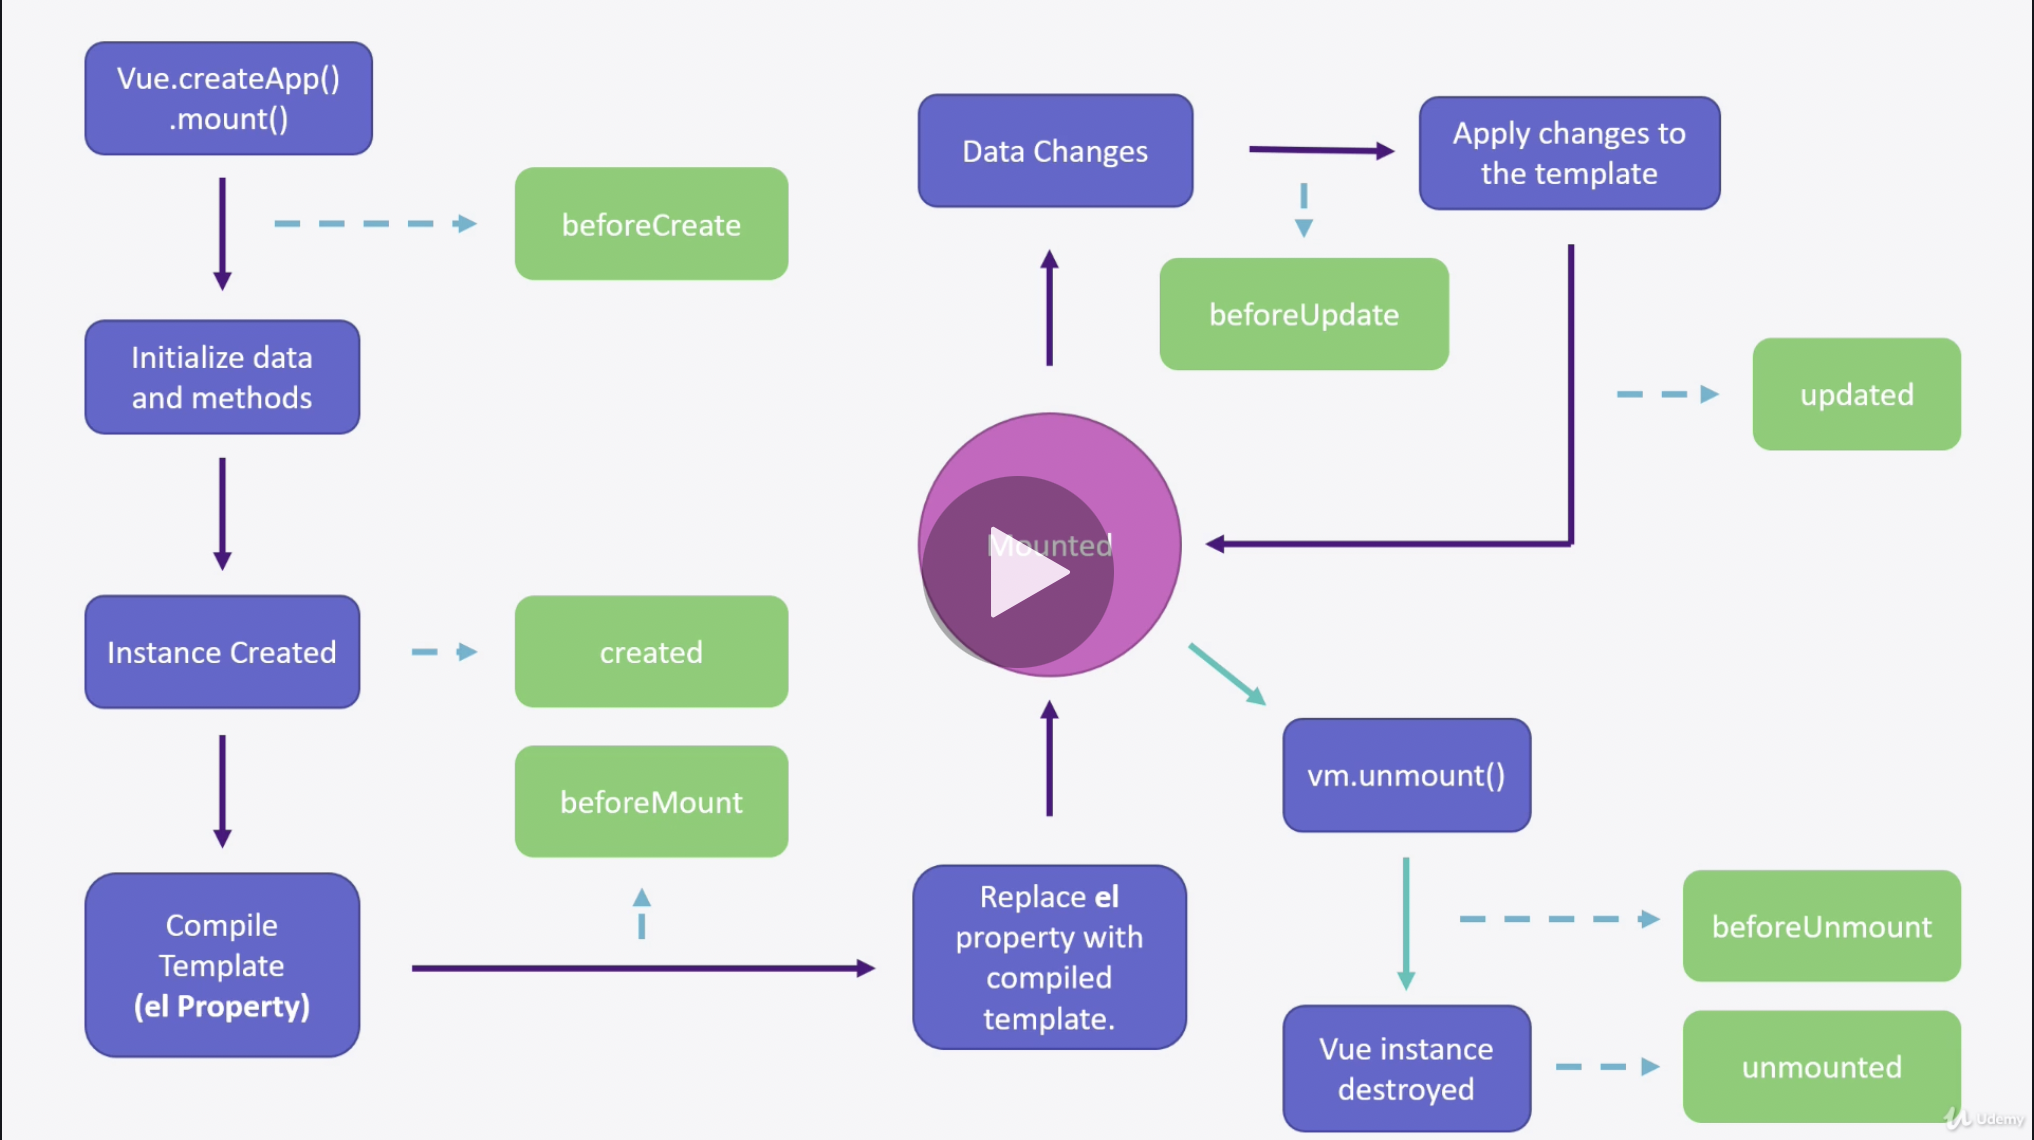 Vue.createApp()
.mount()
beforeCreate
Initialize data
and methods
Instance Created
created
beforeMount
Compile
Template
(el Property)
Replace el
property with
compiled
template.
Mounted
Data Changes
Apply changes to
the template
beforeUpdate
updated
vm.unmount()
beforeUnmount
Vue instance
destroyed
unmounted
Udemy